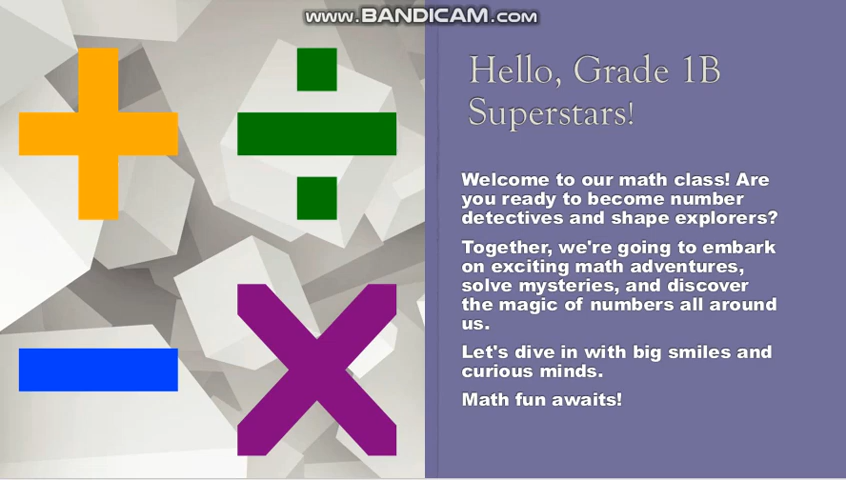 www.BANDICAM.com
Hello, Grade 1B
Superstars!
Welcome to our math class! Are
you ready to become number
detectives and shape explorers?
Together, we're going to embark
on exciting math adventures,
solve mysteries, and discover
the magic of numbers all around
us.
Let's dive in with big smiles and
curious minds.
Math fun awaits!